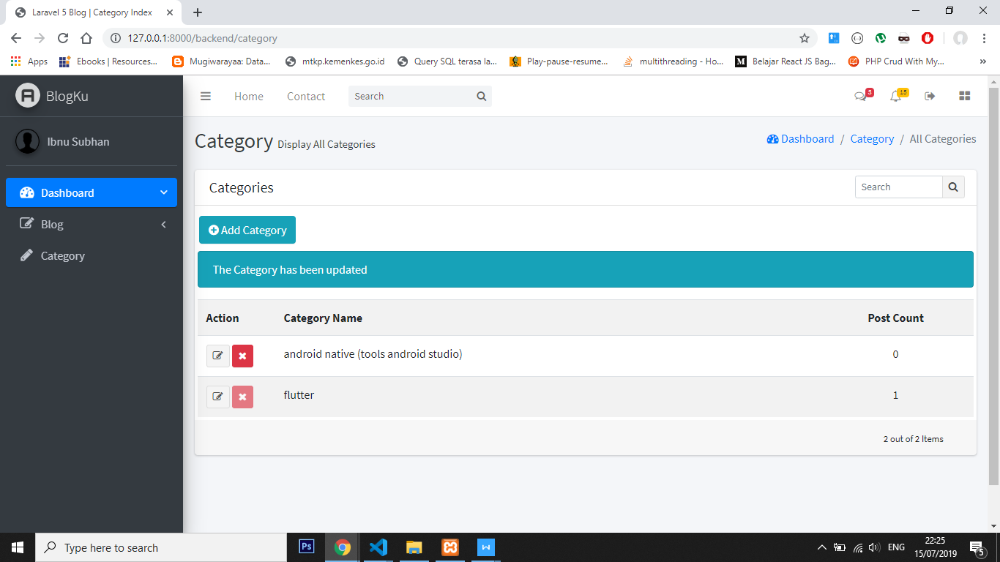 Laravel 5 Blog | Category Index
127.0.0.1:8000/backend/category
Apps
Ebooks | Resources...
Mugiwarayaa: Data...
mtkp.kemenkes.go.id
Query SQL terasa la...
Play-pause-resume...
multithreading - Ho...
Belajar React JS Bag...
PHP Crud With My...
BlogKu
Home
Contact
Search
3
15
Ibnu Subhan
Category Display All Categories
Dashboard / Category / All Categories
Dashboard
Blog
Category
Categories
Search
Add Category
The Category has been updated
Action Category Name Post Count
android native (tools android studio) 0
flutter 1
2 out of 2 Items
Type here to search
Ps
W
ENG
22:25
15/07/2019
5